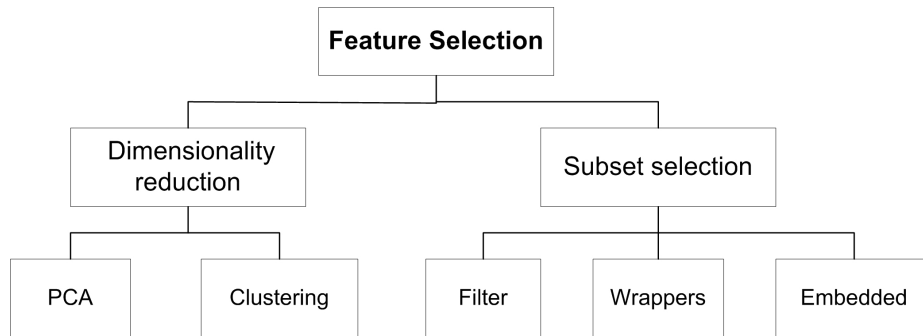 Feature Selection
Dimensionality
reduction
Subset selection
PCA
Clustering
Filter
Wrappers
Embedded